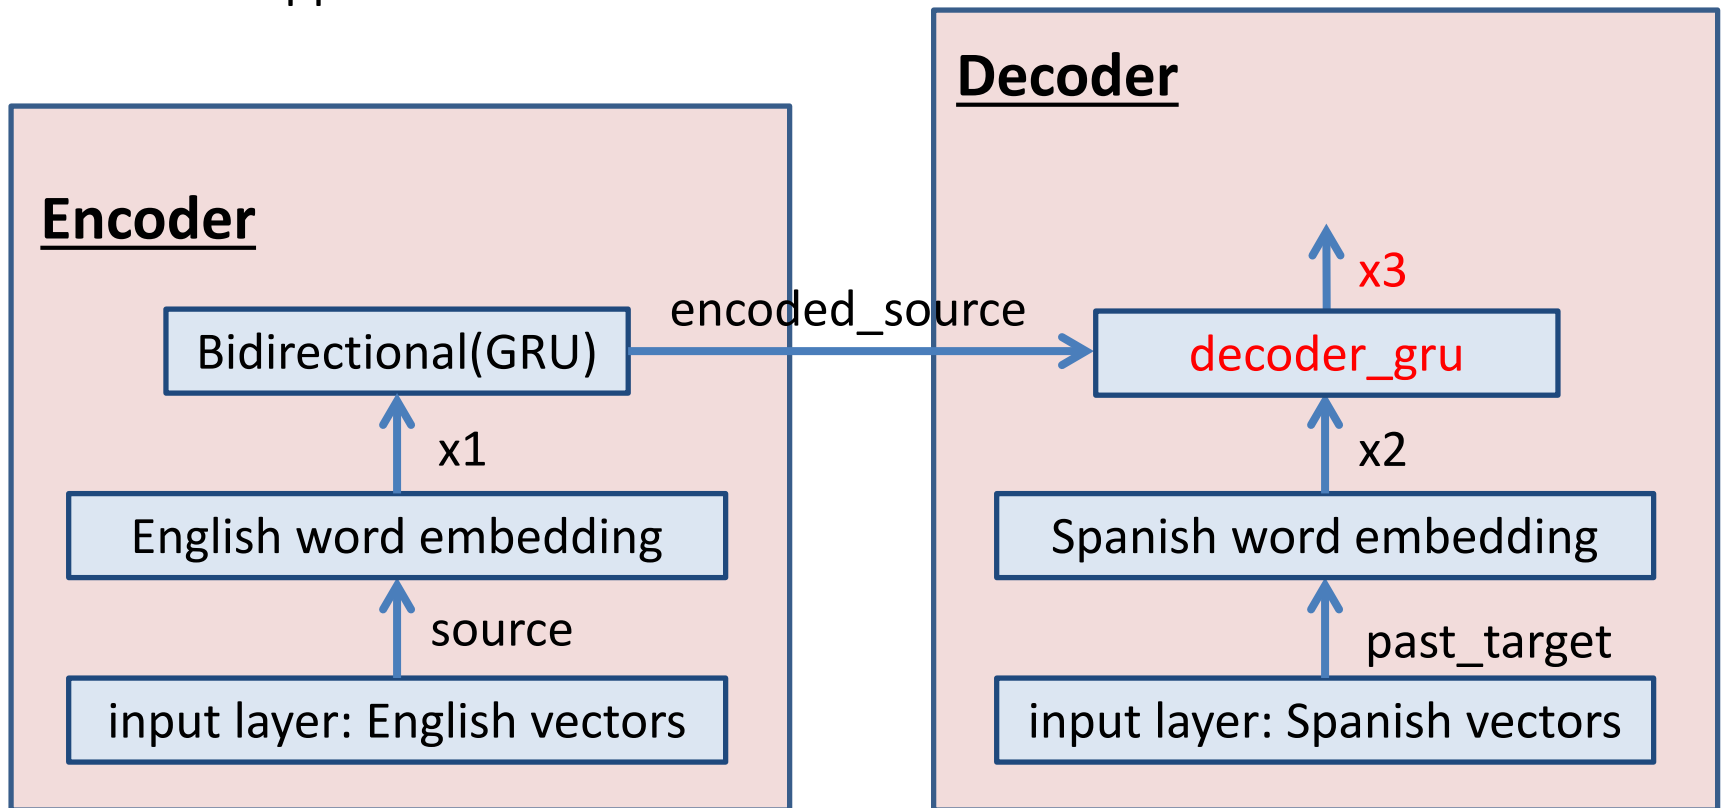 Decoder
Encoder
x3
encoded_source
Bidirectional(GRU)
decoder_gru
x1
x2
English word embedding
Spanish word embedding
source
past_target
input layer: English vectors
input layer: Spanish vectors